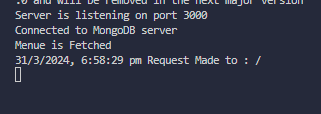 .0 and will be removed in the next major version
Server is listening on port 3000
Connected to MongoDB server
Menue is Fetched
31/3/2024, 6:58:29 pm Request Made to : /